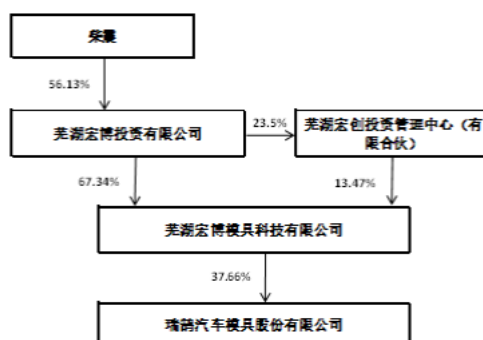 柴震
56.13%
芜湖宏博投资有限公司
23.5%
芜湖宏创投资管理中心（有
限合伙）
67.34%
13.47%
芜湖宏博模具科技有限公司
37.66%
瑞鹄汽车模具股份有限公司